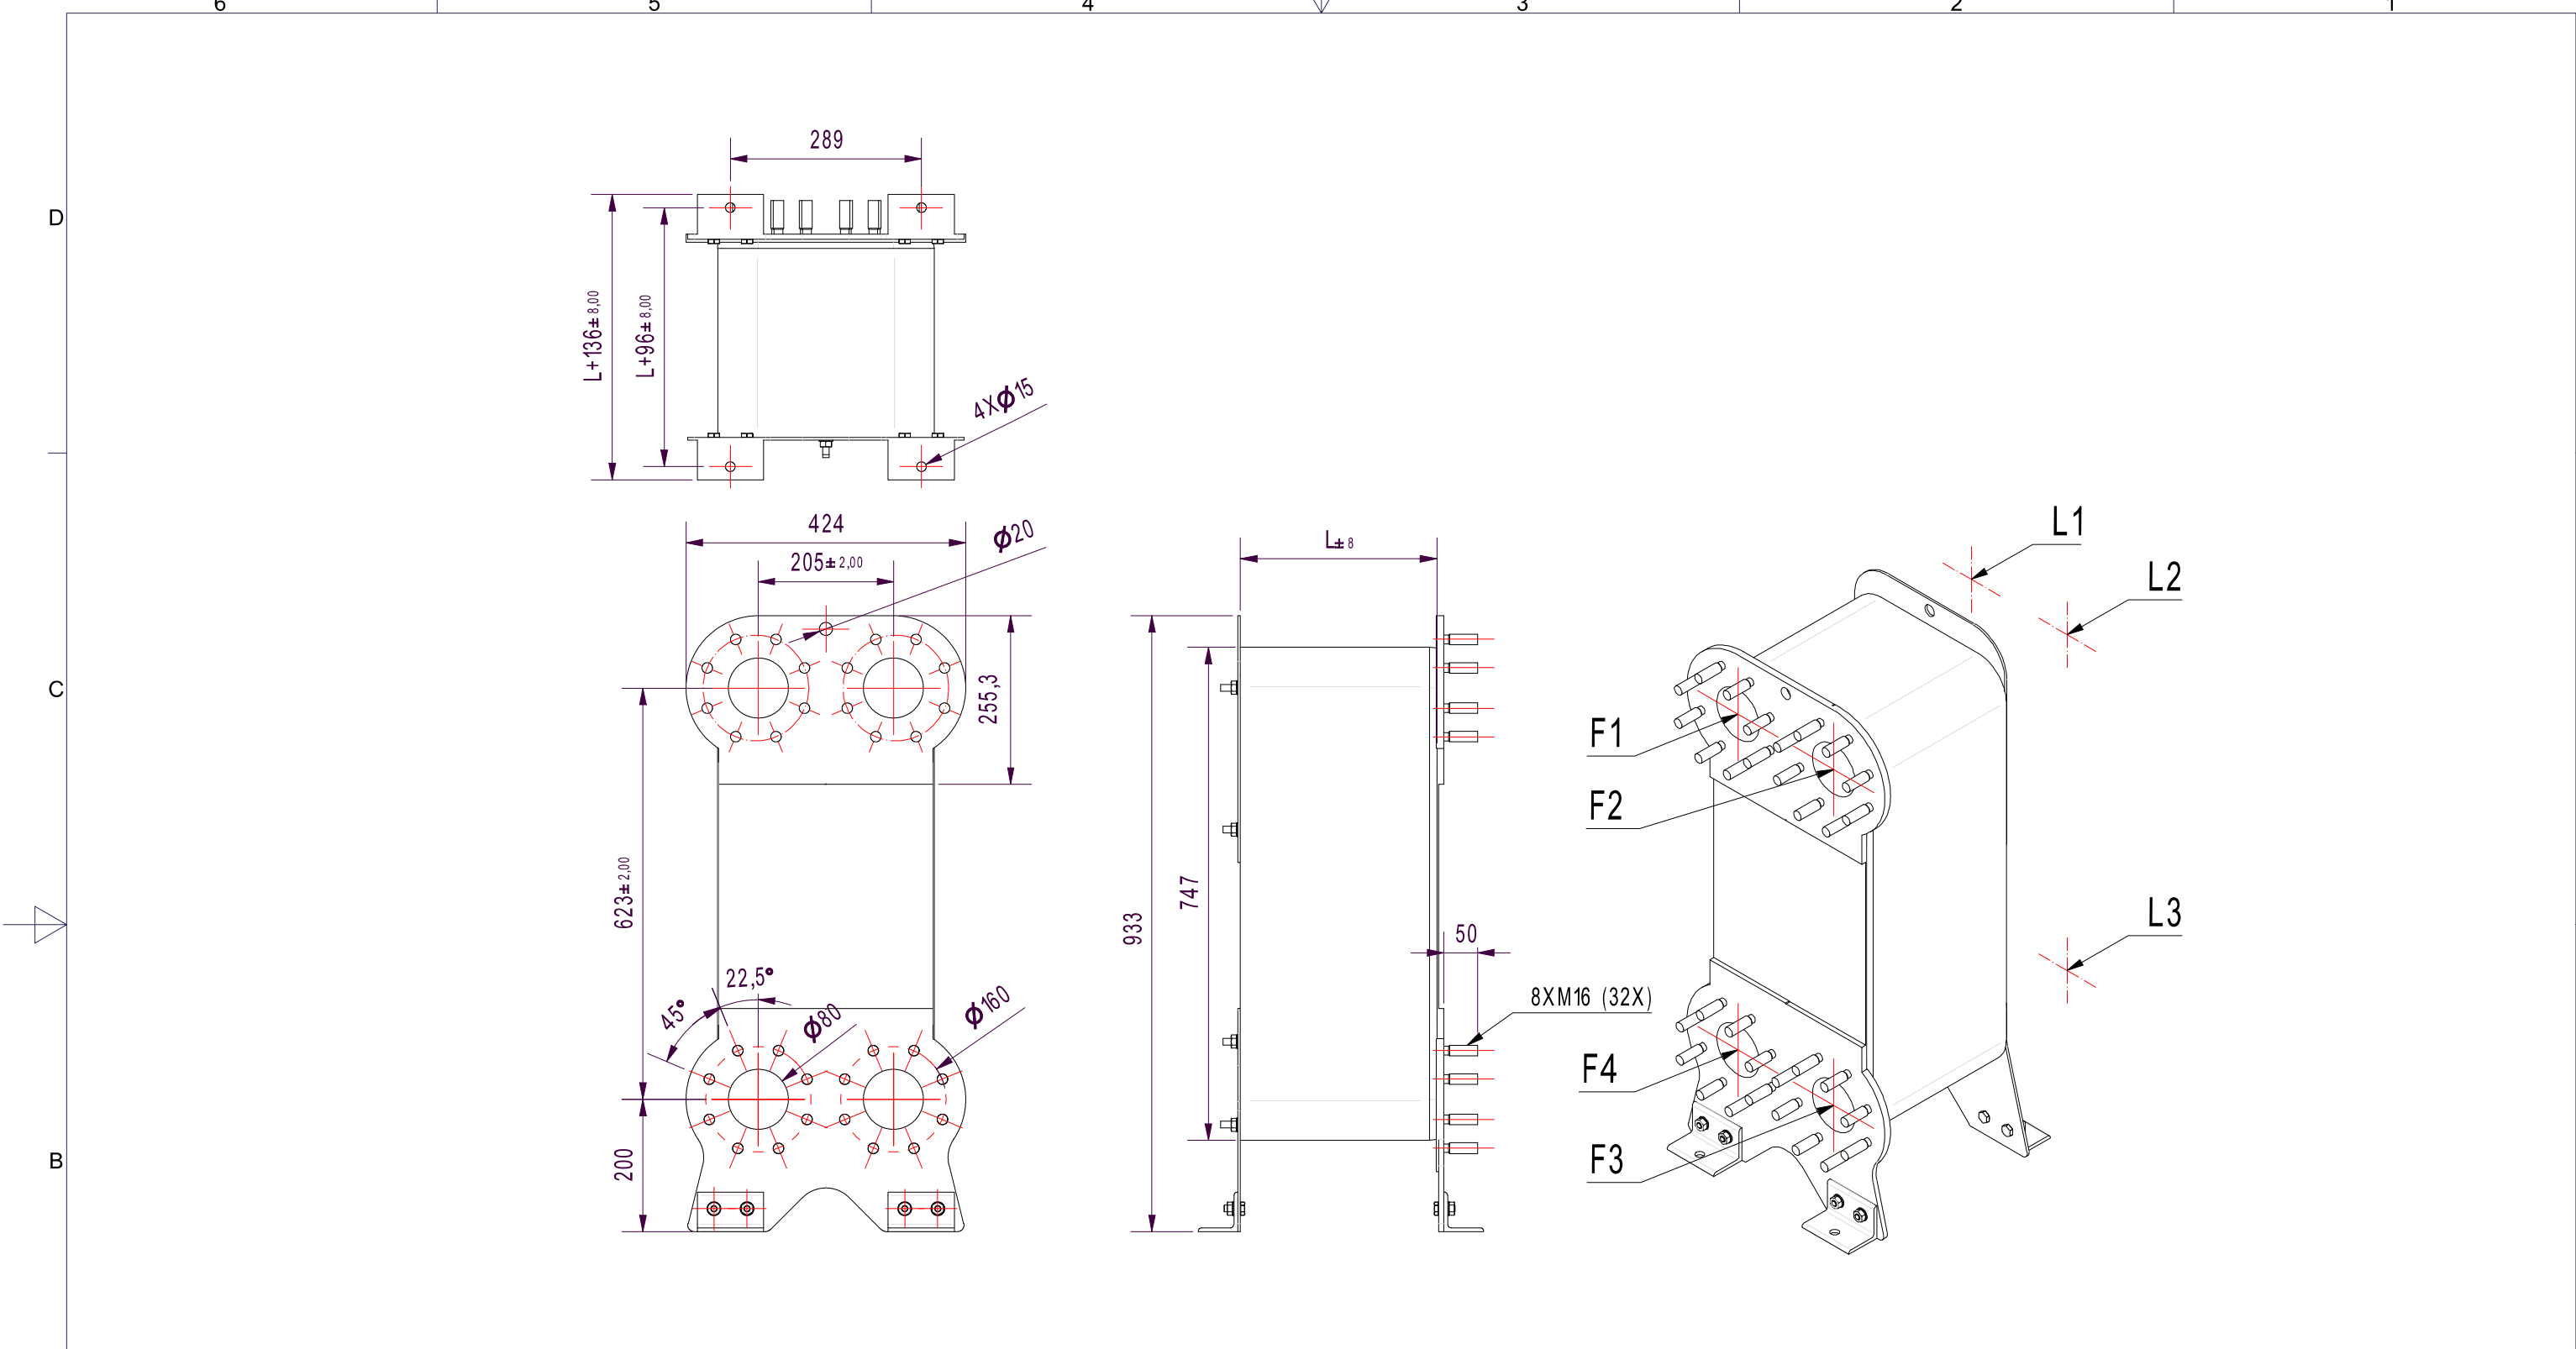 6 5 4 3 2 1
D
289
L+136±8,00
L+96±8,00
4XΦ15
424
205±2,00
Φ20
L±8
L1
L2
C
255,3
F1
F2
623±2,00
747
933
L3
50
22,5°
45°
Φ80
Φ160
8XM16 (32X)
F4
F3
B
200